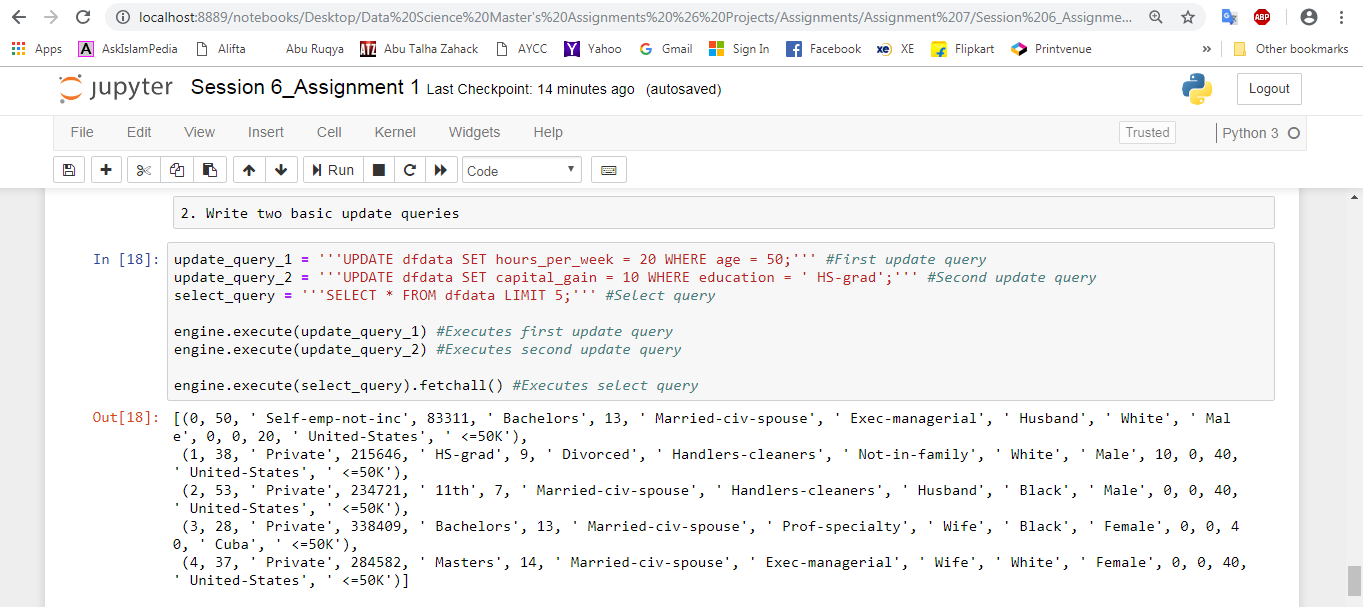 localhost:8889/notebooks/Desktop/Data%20Science%20Master's%20Assignments%20%26%20Projects/Assignments/Assignment%207/Session%206_Assignme...
ABP
Apps AskIslamPedia Alifta Abu Ruqya Abu Talha Zahack AYCC Yahoo Gmail Sign In Facebook XE Flipkart Printvenue » Other bookmarks
jupyter Session 6_Assignment 1 Last Checkpoint: 14 minutes ago (autosaved) Logout
File Edit View Insert Cell Kernel Widgets Help Trusted Python 3
Run Code
2. Write two basic update queries
In [18]: update_query_1 = '''UPDATE dfdata SET hours_per_week = 20 WHERE age = 50;''' #First update query
update_query_2 = '''UPDATE dfdata SET capital_gain = 10 WHERE education = ' HS-grad';''' #Second update query
select_query = '''SELECT * FROM dfdata LIMIT 5;''' #Select query
engine.execute(update_query_1) #Executes first update query
engine.execute(update_query_2) #Executes second update query
engine.execute(select_query).fetchall() #Executes select query
Out[18]: [(0, 50, ' Self-emp-not-inc', 83311, ' Bachelors', 13, ' Married-civ-spouse', ' Exec-managerial', ' Husband', ' White', ' Mal
e', 0, 0, 20, ' United-States', ' <=50K'),
(1, 38, ' Private', 215646, ' HS-grad', 9, ' Divorced', ' Handlers-cleaners', ' Not-in-family', ' White', ' Male', 10, 0, 40,
' United-States', ' <=50K'),
(2, 53, ' Private', 234721, ' 11th', 7, ' Married-civ-spouse', ' Handlers-cleaners', ' Husband', ' Black', ' Male', 0, 0, 40,
' United-States', ' <=50K'),
(3, 28, ' Private', 338409, ' Bachelors', 13, ' Married-civ-spouse', ' Prof-specialty', ' Wife', ' Black', ' Female', 0, 0, 4
0, ' Cuba', ' <=50K'),
(4, 37, ' Private', 284582, ' Masters', 14, ' Married-civ-spouse', ' Exec-managerial', ' Wife', ' White', ' Female', 0, 0, 40,
' United-States', ' <=50K')]